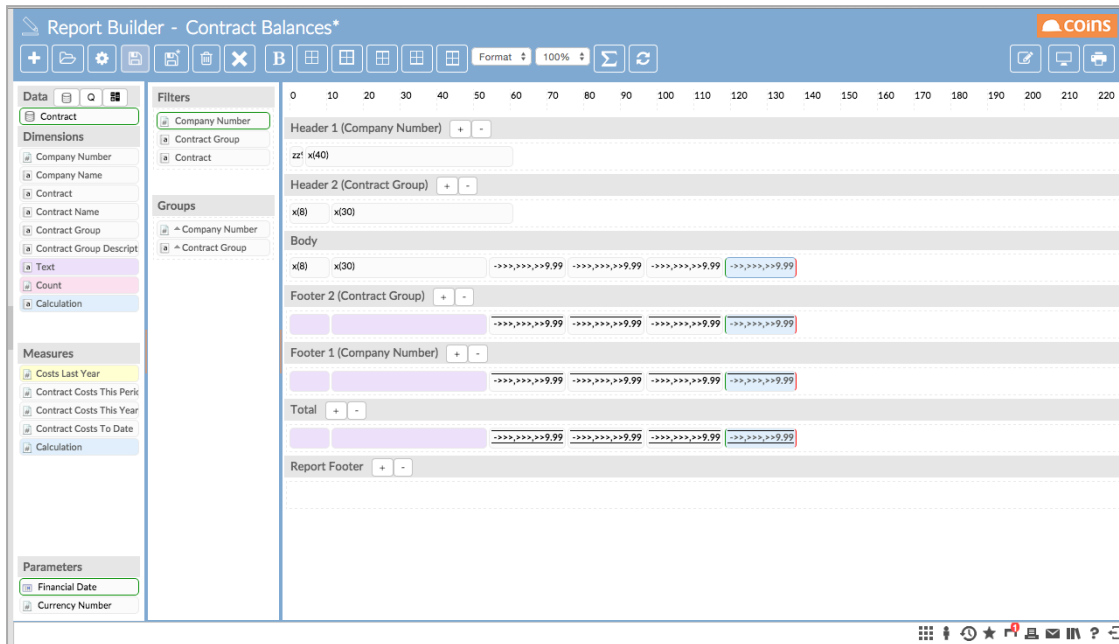 Report Builder - Contract Balances*
coins
B
Format
100%
Σ
Data
Q
Contract
Dimensions
Company Number
a Company Name
a Contract
a Contract Name
a Contract Group
a Contract Group Descript
a Text
Count
a Calculation
Measures
Costs Last Year
Contract Costs This Peric
Contract Costs This Year
Contract Costs To Date
Calculation
Parameters
Financial Date
Currency Number
Filters
Company Number
a Contract Group
a Contract
Groups
Company Number
a Contract Group
0 10 20 30 40 50 60 70 80 90 100 110 120 130 140 150 160 170 180 190 200 210 220
Header 1 (Company Number) + -
zz9 x(40)
Header 2 (Contract Group) + -
x(8) x(30)
Body
x(8) x(30) ->>>,>>>,>>9.99 ->>>,>>>,>>9.99 ->>>,>>>,>>9.99 ->>,>>>,>>9.99
Footer 2 (Contract Group) + -
->>>,>>>,>>9.99 ->>>,>>>,>>9.99 ->>>,>>>,>>9.99 ->>,>>>,>>9.99
Footer 1 (Company Number) + -
->>>,>>>,>>9.99 ->>>,>>>,>>9.99 ->>>,>>>,>>9.99 ->>,>>>,>>9.99
Total + -
->>>,>>>,>>9.99 ->>>,>>>,>>9.99 ->>>,>>>,>>9.99 ->>,>>>,>>9.99
Report Footer + -
1
?